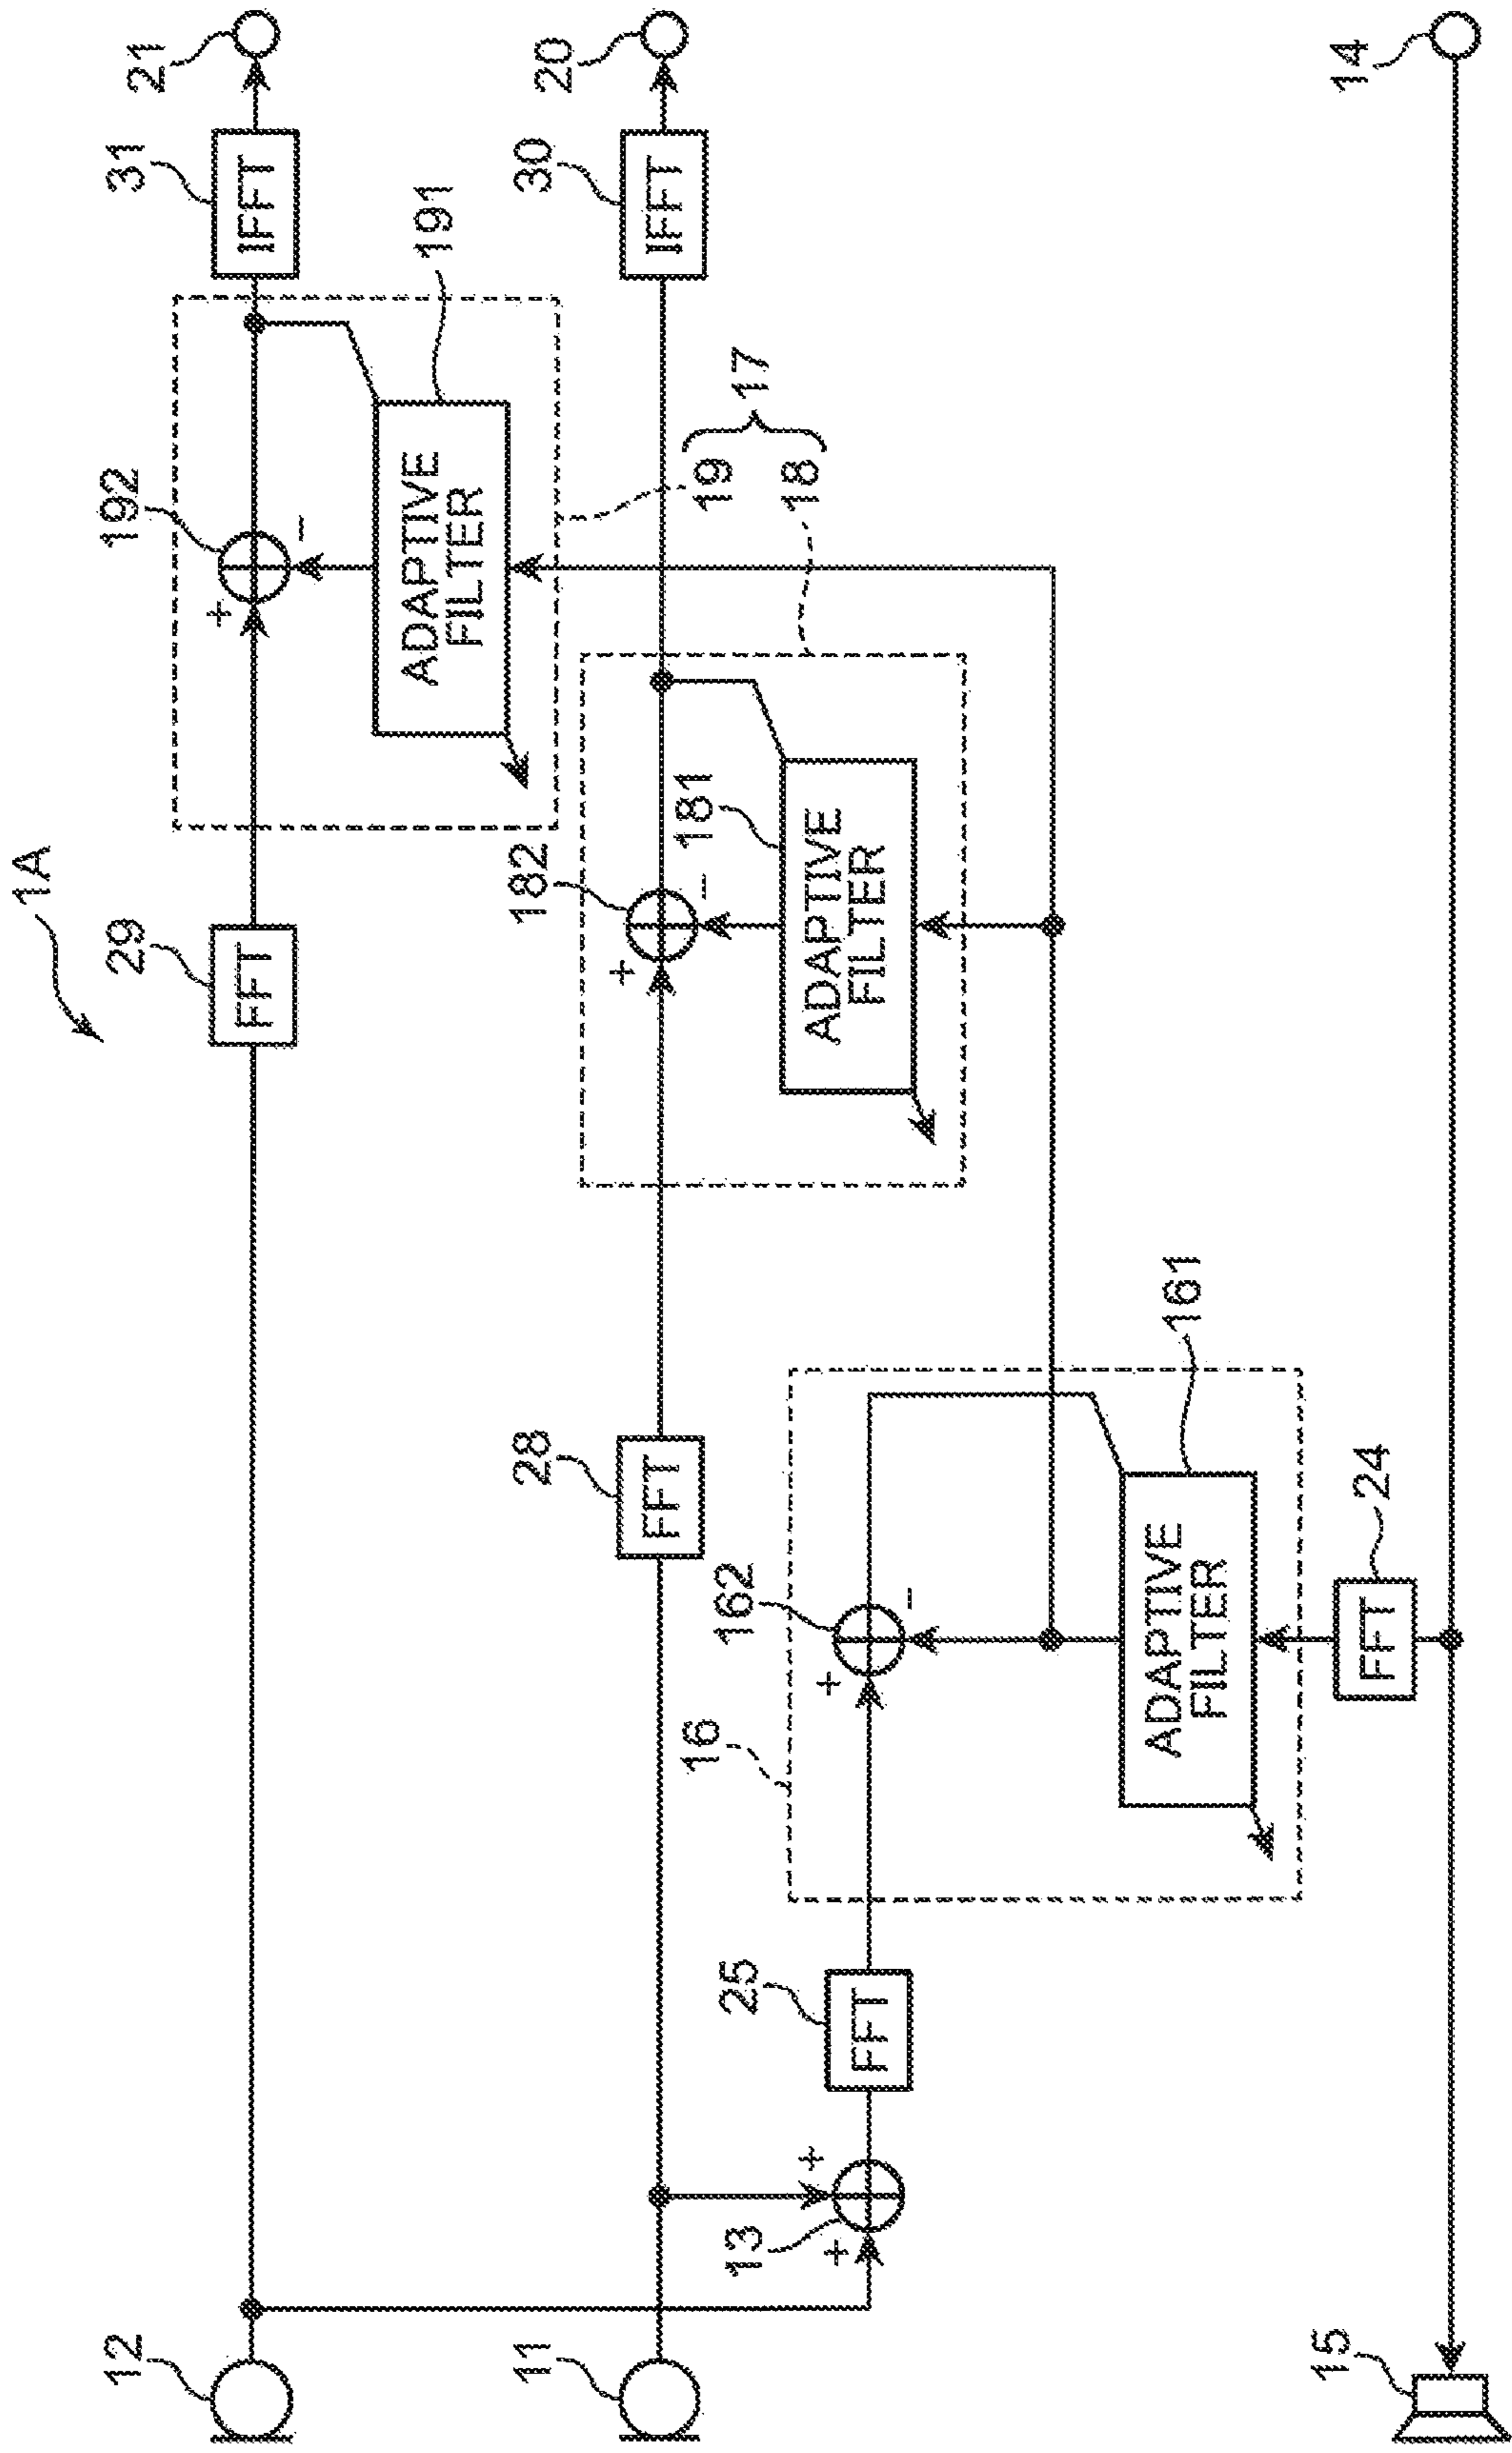 1A
12
29
FFT
192
+
-
ADAPTIVE
FILTER
191
31
IFFT
21
19
18
17
11
28
FFT
182
+
-
181
ADAPTIVE
FILTER
30
IFFT
20
13
+
+
25
FFT
16
162
+
-
161
ADAPTIVE
FILTER
24
FFT
15
14